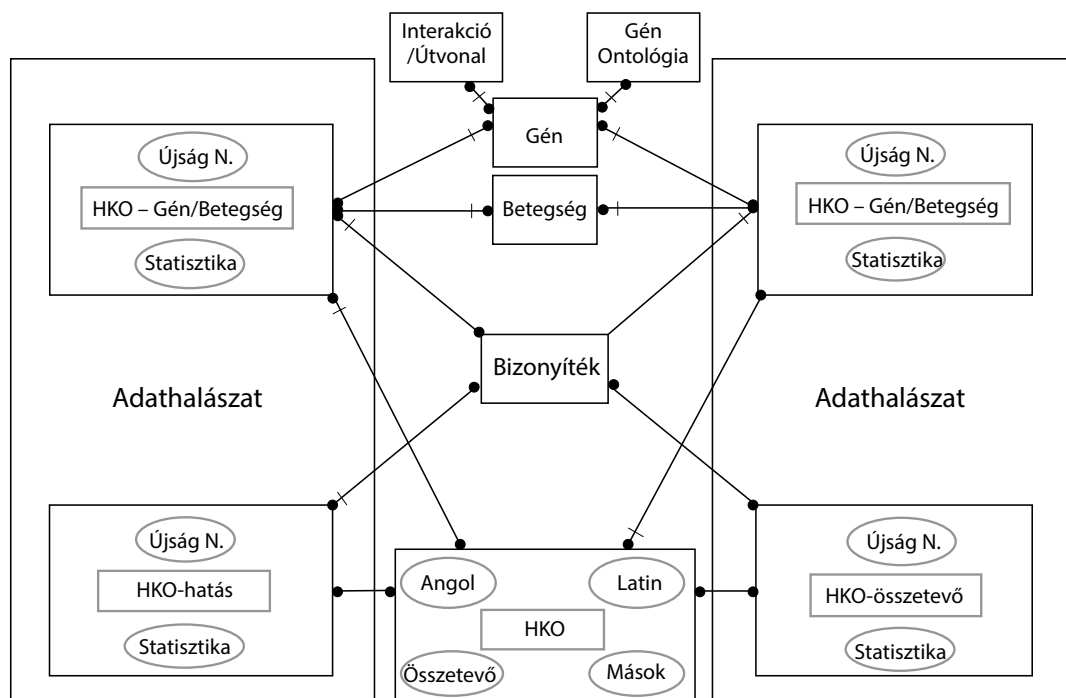 Interakció
/Útvonal
Gén
Ontológia
Gén
Újság N.
HKO – Gén/Betegség
Statisztika
Betegség
Újság N.
HKO – Gén/Betegség
Statisztika
Adathalászat
Bizonyíték
Adathalászat
Újság N.
HKO-hatás
Statisztika
Angol
Latin
HKO
Összetevő
Mások
Újság N.
HKO-összetevő
Statisztika